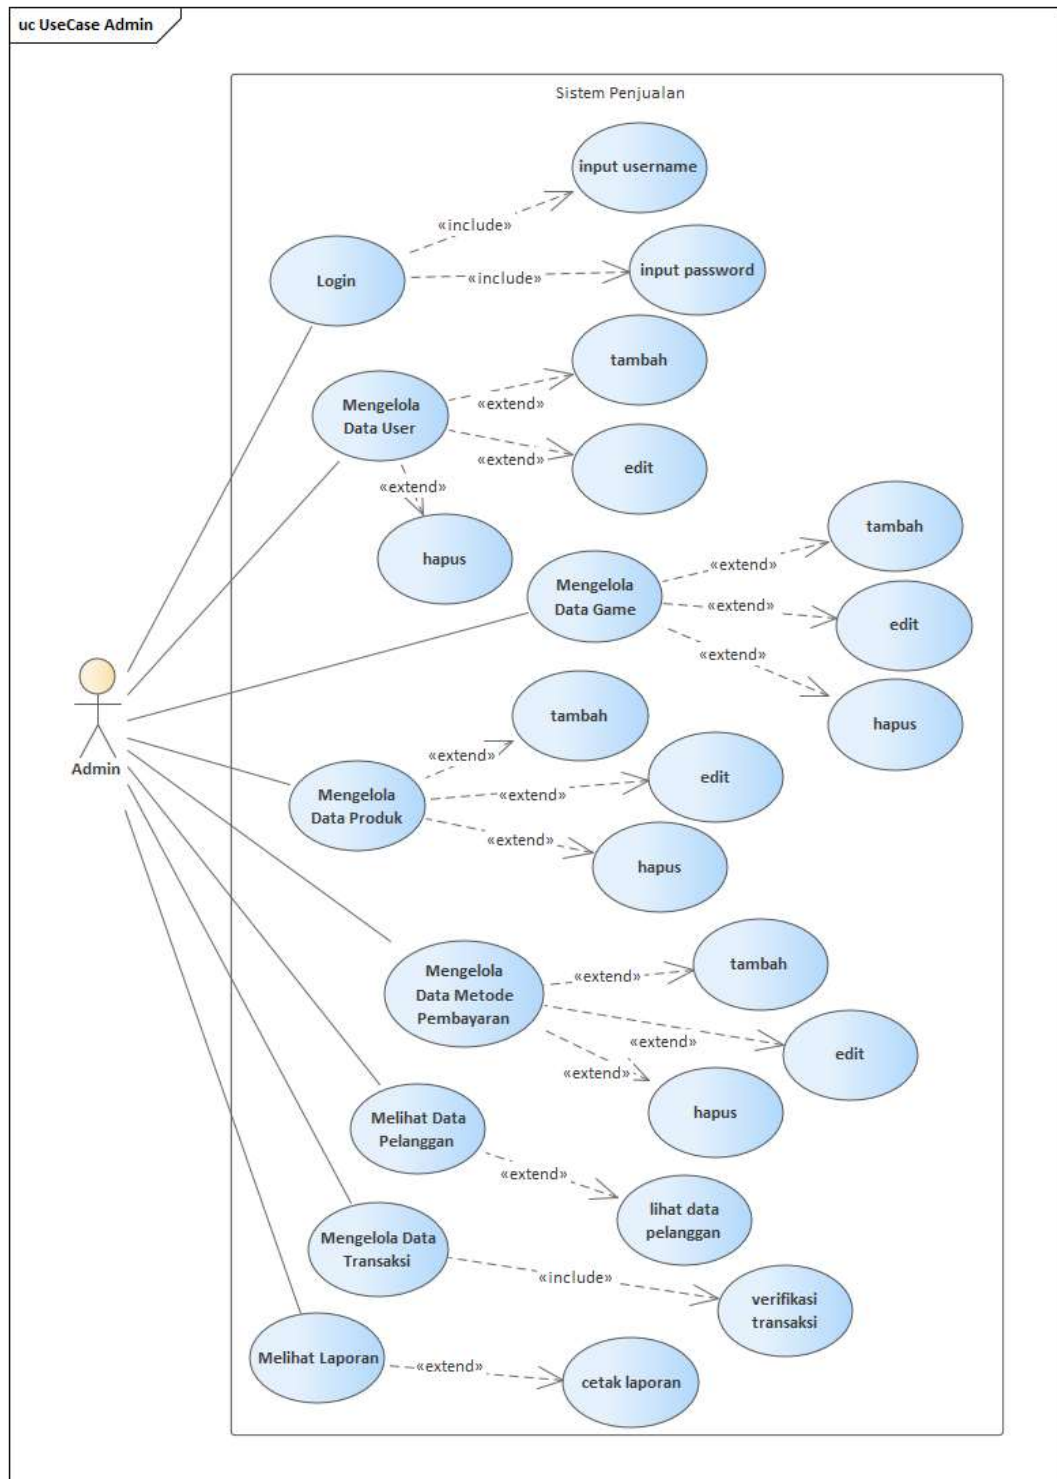 uc UseCase Admin
Sistem Penjualan
input username
«include»
Login
«include»
input password
tambah
Mengelola
Data User
«extend»
«extend»
edit
«extend»
hapus
tambah
«extend»
Mengelola
Data Game
«extend»
edit
«extend»
hapus
tambah
«extend»
Admin
Mengelola
Data Produk
«extend»
edit
«extend»
hapus
Mengelola
Data Metode
Pembayaran
«extend»
tambah
«extend»
edit
«extend»
hapus
Melihat Data
Pelanggan
«extend»
lihat data
pelanggan
Mengelola Data
Transaksi
«include»
verifikasi
transaksi
Melihat Laporan
«extend»
cetak laporan